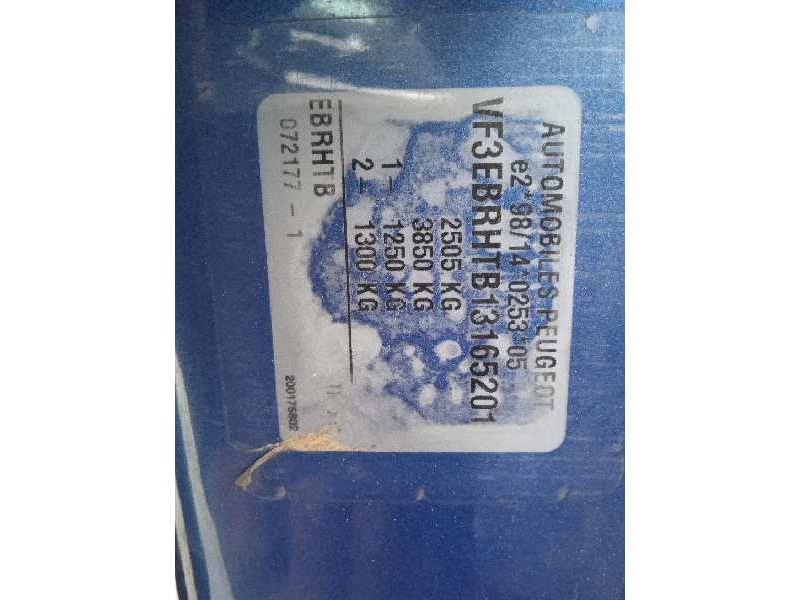 AUTOMOBILES PEUGEOT
e2*98/14*0253*05
VF3EBRHTB13165201
2505 KG
3850 KG
1- 1250 KG
2- 1300 KG
EBRHTB
072177 - 1
200175802